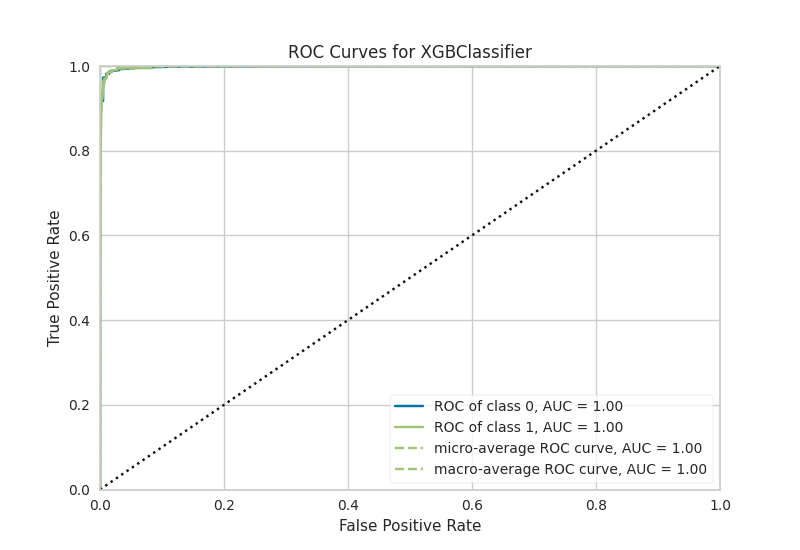 ROC Curves for XGBClassifier
1.0
0.8
0.6
0.4
0.2
0.0
True Positive Rate
ROC of class 0, AUC = 1.00
ROC of class 1, AUC = 1.00
micro-average ROC curve, AUC = 1.00
macro-average ROC curve, AUC = 1.00
0.0 0.2 0.4 0.6 0.8 1.0
False Positive Rate